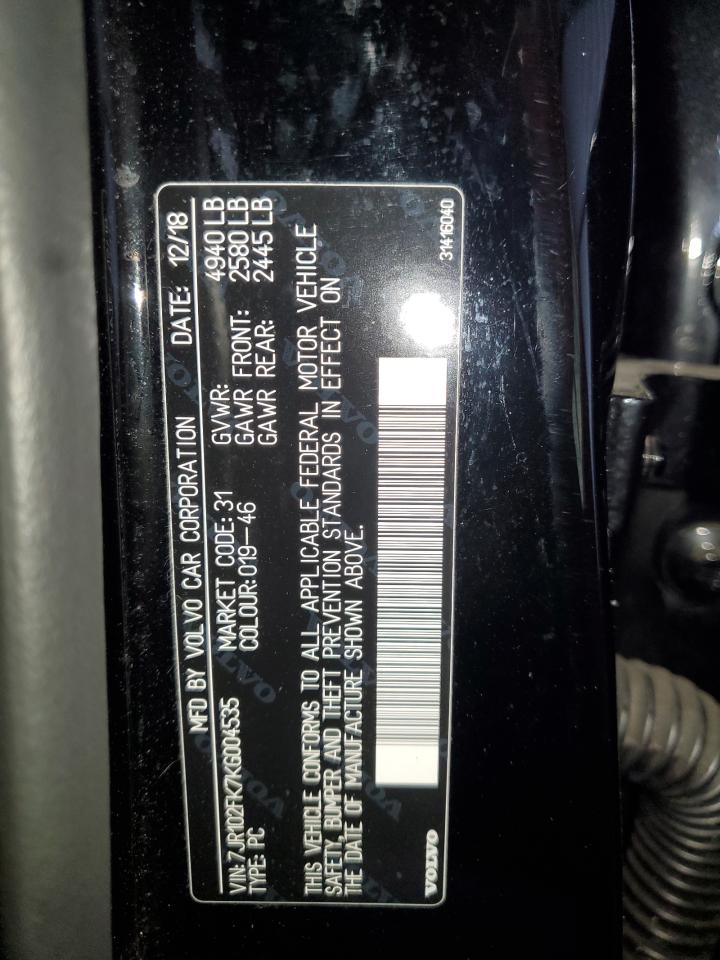 MFD BY VOLVO CAR CORPORATION DATE: 12/18
VIN: 7JR102FK7KG004535 MARKET CODE: 31 GVWR: 4940 LB
TYPE: PC COLOUR: 019-46 GAWR FRONT: 2580 LB
GAWR REAR: 2445 LB
THIS VEHICLE CONFORMS TO ALL APPLICABLE FEDERAL MOTOR VEHICLE
SAFETY, BUMPER AND THEFT PREVENTION STANDARDS IN EFFECT ON
THE DATE OF MANUFACTURE SHOWN ABOVE.
VOLVO 31416040